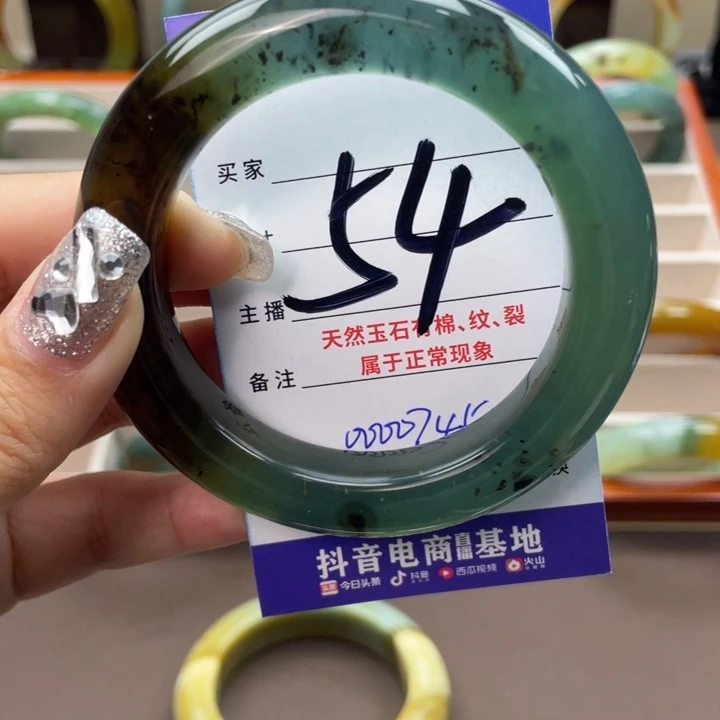 买家
54
主播
天然玉石有棉、纹、裂
属于正常现象
备注
抖音电商直播基地
今日头条 抖音 西瓜视频 火山